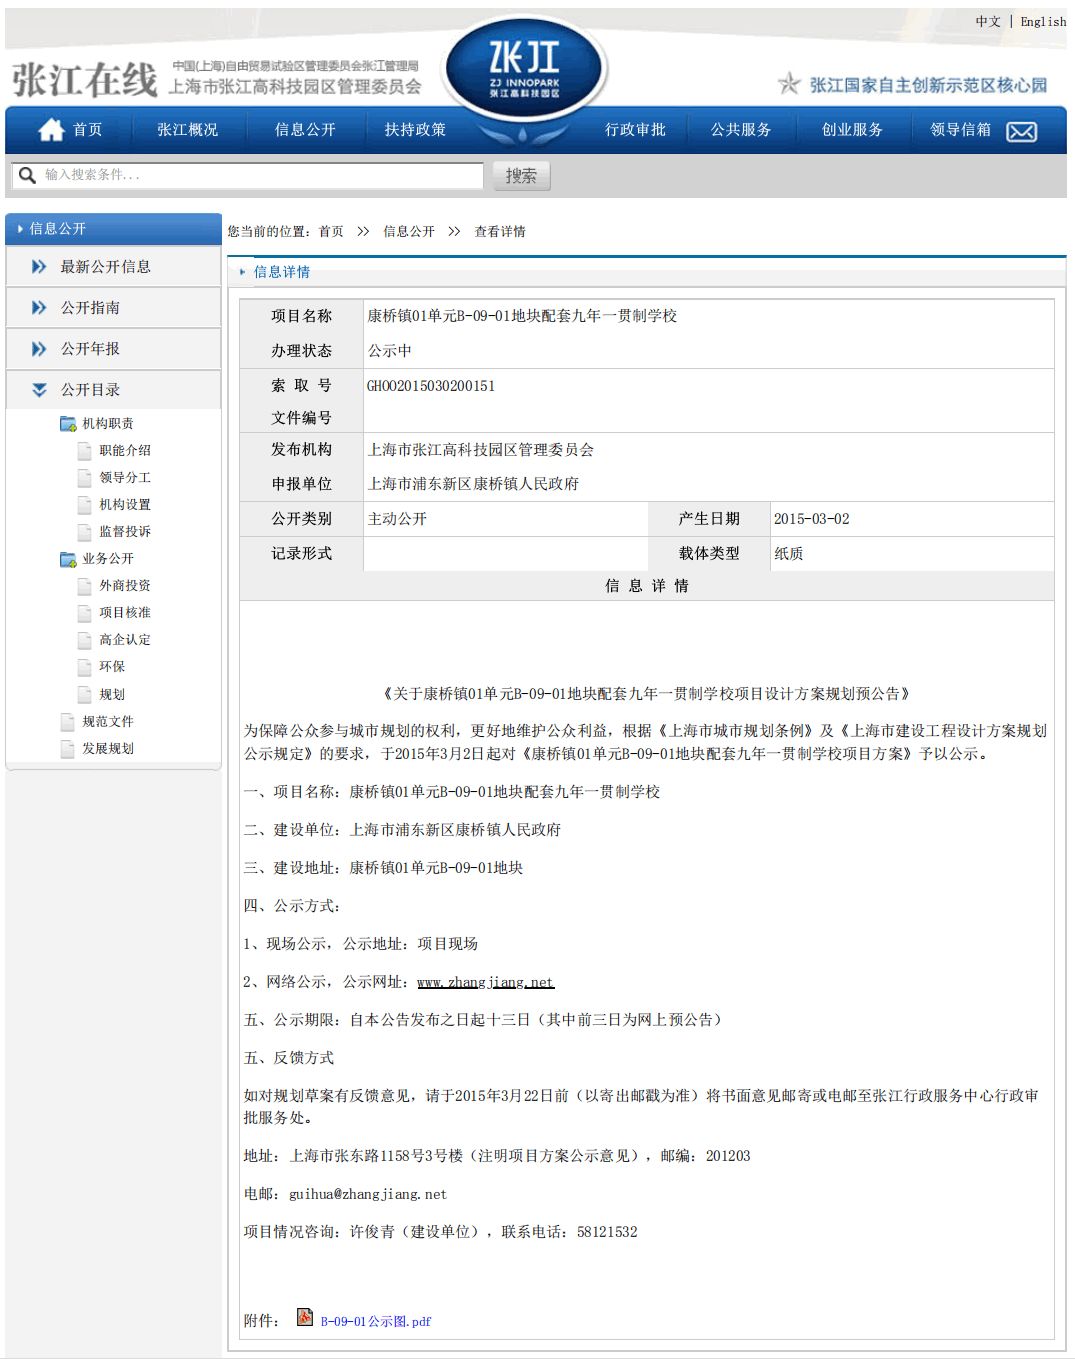 中文 | English
张江在线
中国(上海)自由贸易试验区管理委员会张江管理局
上海市张江高科技园区管理委员会
ZJ INNOPARK
张江高科技园区
张江国家自主创新示范区核心园
首页 张江概况 信息公开 扶持政策 行政审批 公共服务 创业服务 领导信箱
输入搜索条件... 搜索
信息公开
最新公开信息
公开指南
公开年报
公开目录
机构职责
职能介绍
领导分工
机构设置
监督投诉
业务公开
外商投资
项目核准
高企认定
环保
规划
规范文件
发展规划
您当前的位置：首页 >> 信息公开 >> 查看详情
信息详情
项目名称 康桥镇01单元B-09-01地块配套九年一贯制学校
办理状态 公示中
索 取 号 GH002015030200151
文件编号
发布机构 上海市张江高科技园区管理委员会
申报单位 上海市浦东新区康桥镇人民政府
公开类别 主动公开 产生日期 2015-03-02
记录形式 载体类型 纸质
信 息 详 情
《关于康桥镇01单元B-09-01地块配套九年一贯制学校项目设计方案规划预公告》
为保障公众参与城市规划的权利，更好地维护公众利益，根据《上海市城市规划条例》及《上海市建设工程设计方案规划
公示规定》的要求，于2015年3月2日起对《康桥镇01单元B-09-01地块配套九年一贯制学校项目方案》予以公示。
一、项目名称：康桥镇01单元B-09-01地块配套九年一贯制学校
二、建设单位：上海市浦东新区康桥镇人民政府
三、建设地址：康桥镇01单元B-09-01地块
四、公示方式：
1、现场公示，公示地址：项目现场
2、网络公示，公示网址：www.zhangjiang.net
五、公示期限：自本公告发布之日起十三日（其中前三日为网上预公告）
五、反馈方式
如对规划草案有反馈意见，请于2015年3月22日前（以寄出邮戳为准）将书面意见邮寄或电邮至张江行政服务中心行政审
批服务处。
地址：上海市张东路1158号3号楼（注明项目方案公示意见），邮编：201203
电邮：guihua@zhangjiang.net
项目情况咨询：许俊青（建设单位），联系电话：58121532
附件： B-09-01公示图.pdf